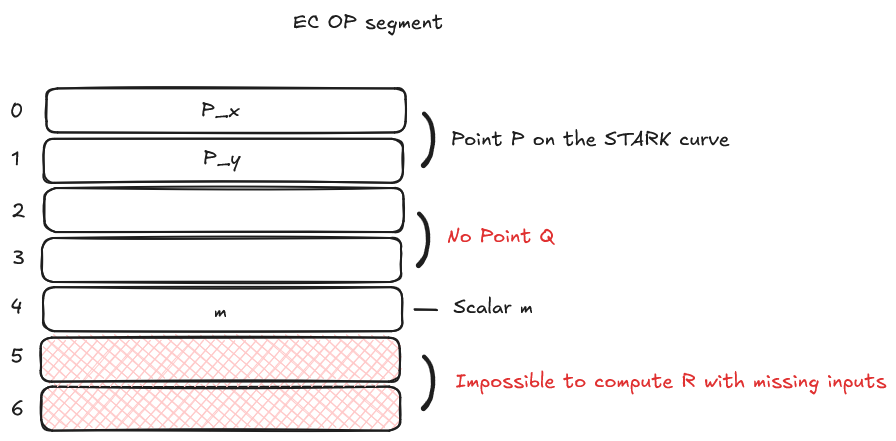 EC OP segment
0
P_x
1
P_y
Point P on the STARK curve
2
3
No Point Q
4
m
Scalar m
5
6
Impossible to compute R with missing inputs